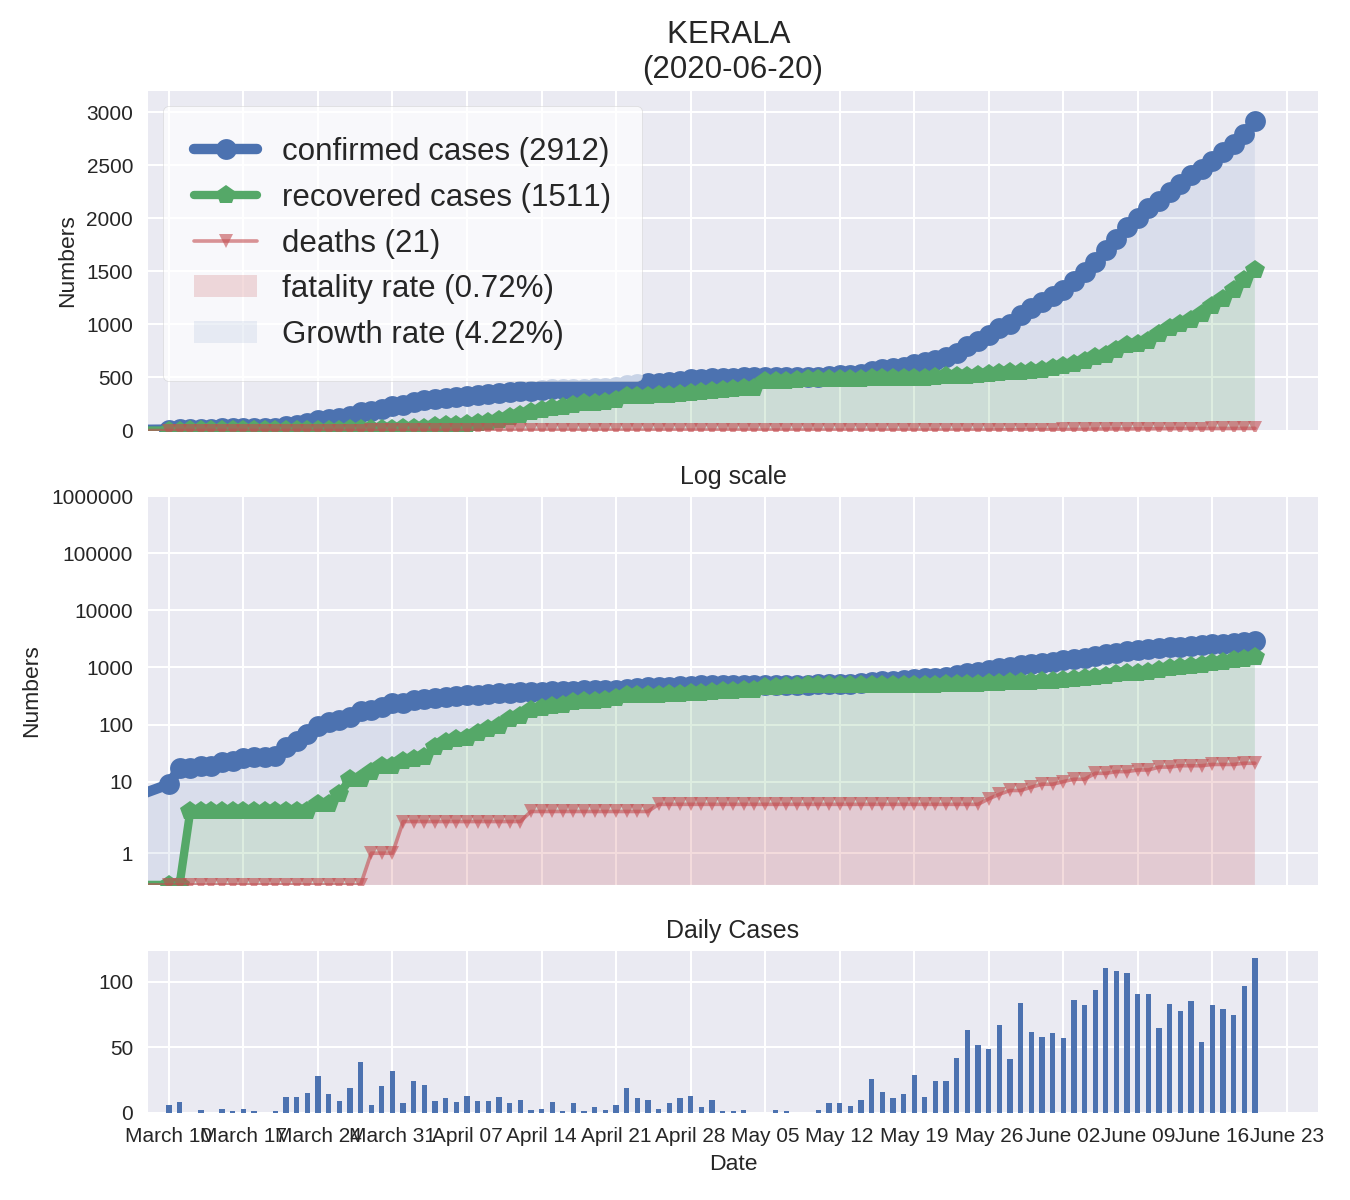 KERALA
(2020-06-20)
3000
2500
2000
1500
1000
500
0
Numbers
confirmed cases (2912)
recovered cases (1511)
deaths (21)
fatality rate (0.72%)
Growth rate (4.22%)
Log scale
1000000
100000
10000
1000
100
10
1
Numbers
Daily Cases
100
50
0
March 10 March 17 March 24 March 31 April 07 April 14 April 21 April 28 May 05 May 12 May 19 May 26 June 02 June 09 June 16 June 23
Date